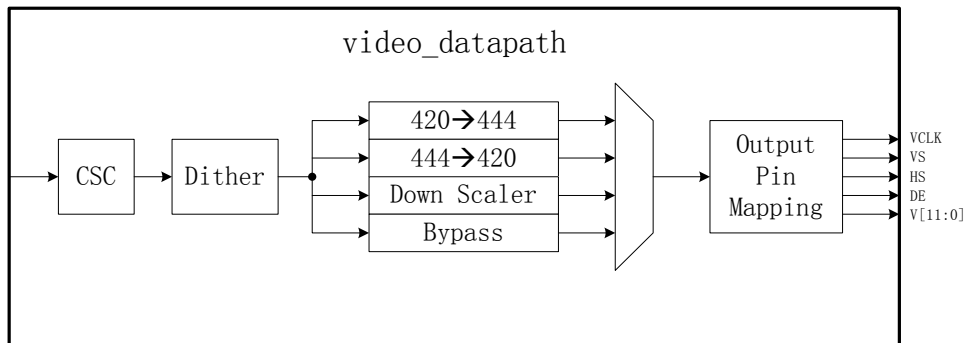 video_datapath
CSC
Dither
420→444
444→420
Down Scaler
Bypass
Output
Pin
Mapping
VCLK
VS
HS
DE
V[11:0]